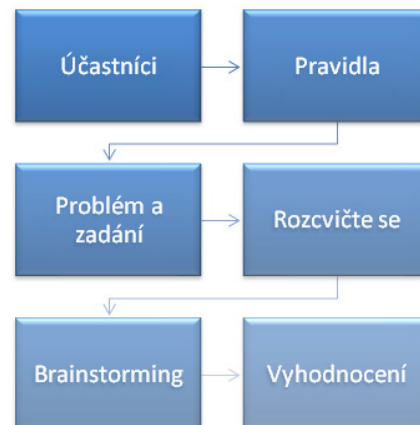 Účastníci
Pravidla
Problém a
zadání
Rozcvičte se
Brainstorming
Vyhodnocení